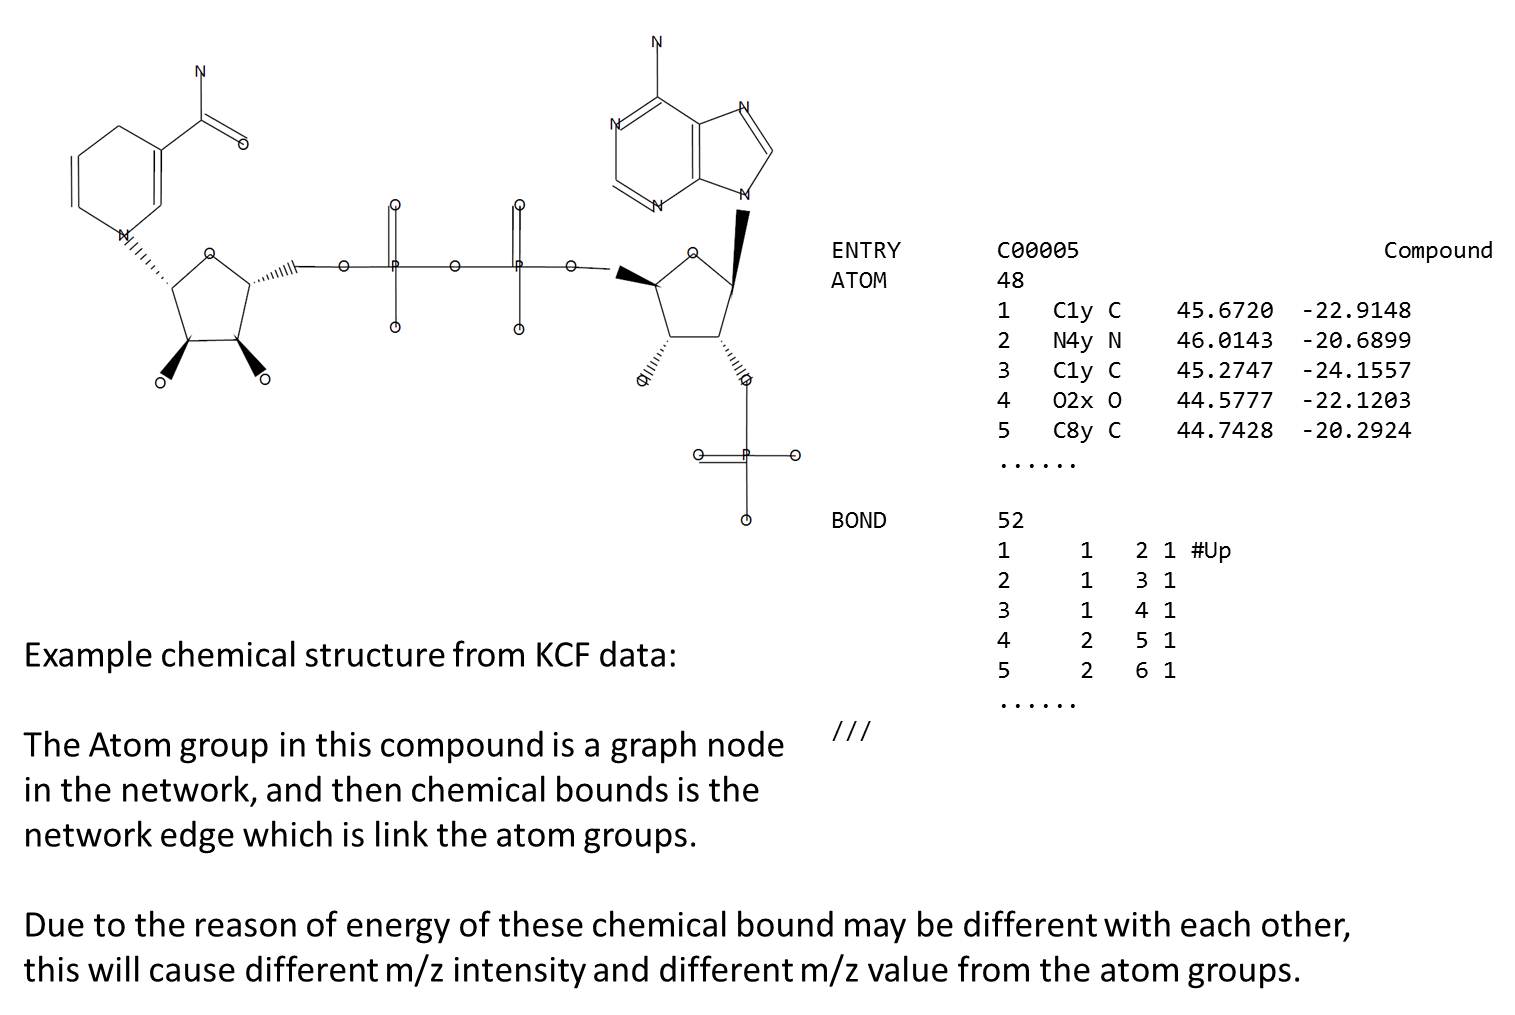 N
N
O
N
N
N
N
N
O
O
O
O
O
P
O
P
O
O
O
O
O
O
O
O
O
P
O
O
ENTRY C00005 Compound
ATOM 48
1 C1y C 45.6720 -22.9148
2 N4y N 46.0143 -20.6899
3 C1y C 45.2747 -24.1557
4 O2x O 44.5777 -22.1203
5 C8y C 44.7428 -20.2924
......
BOND 52
1 1 2 1 #Up
2 1 3 1
3 1 4 1
4 2 5 1
5 2 6 1
......
///
Example chemical structure from KCF data:
The Atom group in this compound is a graph node
in the network, and then chemical bounds is the
network edge which is link the atom groups.
Due to the reason of energy of these chemical bound may be different with each other,
this will cause different m/z intensity and different m/z value from the atom groups.